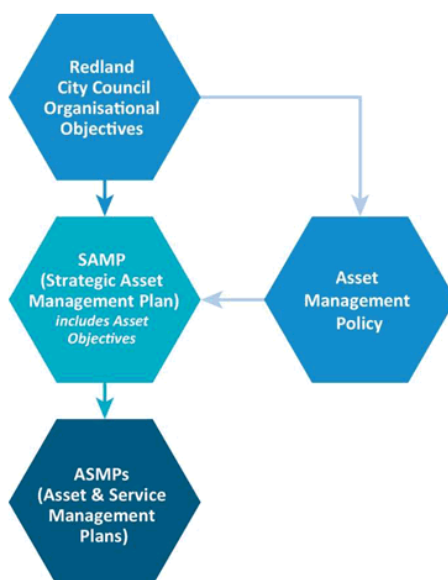 Redland
City Council
Organisational
Objectives
SAMP
(Strategic Asset
Management Plan)
includes Asset
Objectives
Asset
Management
Policy
ASMPs
(Asset & Service
Management
Plans)